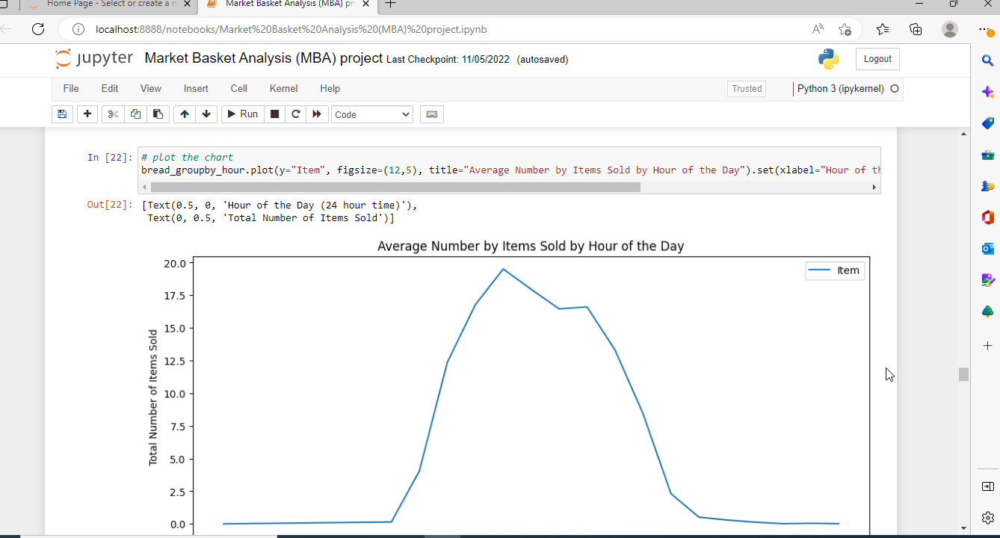 Home Page - Select or create a n
Market Basket Analysis (MBA) pr
localhost:8888/notebooks/Market%20Basket%20Analysis%20(MBA)%20project.ipynb
jupyter Market Basket Analysis (MBA) project Last Checkpoint: 11/05/2022 (autosaved)
Logout
File Edit View Insert Cell Kernel Help
Trusted
Python 3 (ipykernel)
Run
Code
In [22]:
# plot the chart
bread_groupby_hour.plot(y="Item", figsize=(12,5), title="Average Number by Items Sold by Hour of the Day").set(xlabel="Hour of th
Out[22]:
[Text(0.5, 0, 'Hour of the Day (24 hour time)'),
Text(0, 0.5, 'Total Number of Items Sold')]
Average Number by Items Sold by Hour of the Day
Item
Total Number of Items Sold
20.0
17.5
15.0
12.5
10.0
7.5
5.0
2.5
0.0